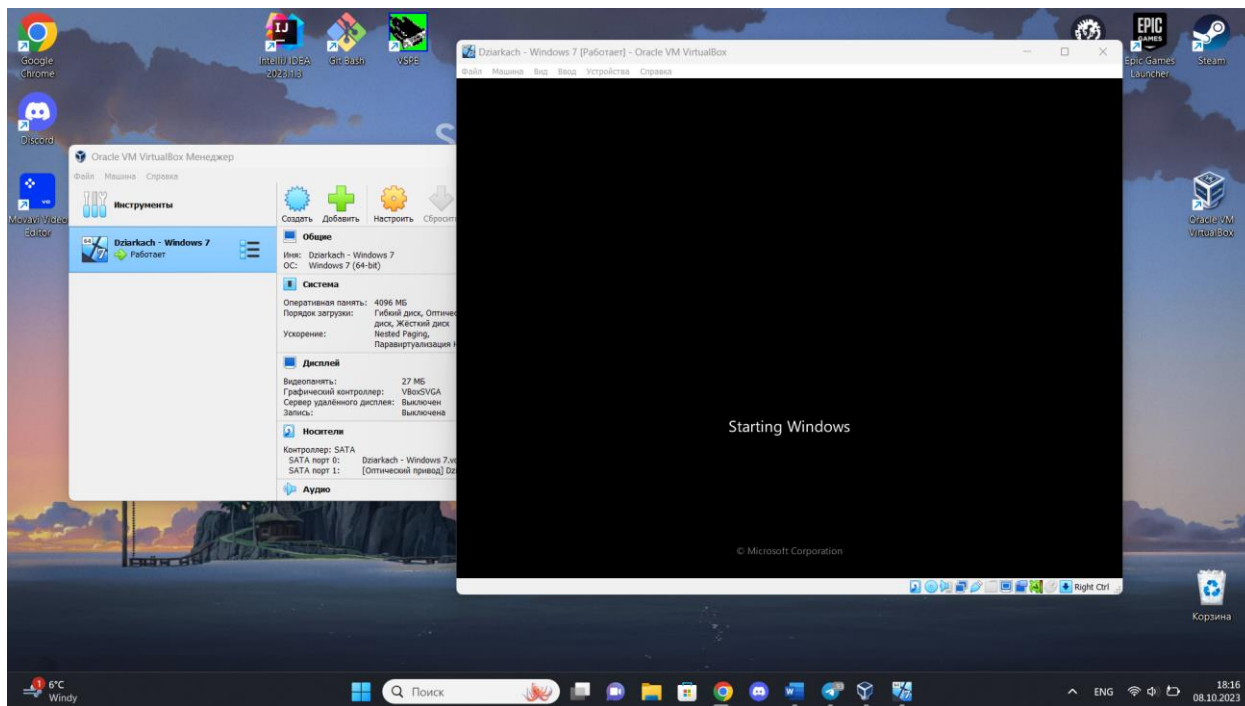 Google
Chrome
IntelliJ IDEA
2023.1.3
Git Bash
VSPE
EPIC
GAMES
Epic Games
Launcher
Steam
Discord
Movavi Video
Editor
Oracle VM
VirtualBox
Корзина
Oracle VM VirtualBox Менеджер
Файл Машина Справка
Инструменты
Dziarkach - Windows 7
Работает
Создать Добавить Настроить Сбросить
Общие
Имя: Dziarkach - Windows 7
ОС: Windows 7 (64-bit)
Система
Оперативная память: 4096 МБ
Порядок загрузки: Гибкий диск, Оптичес
диск, Жёсткий диск
Ускорение: Nested Paging,
Паравиртуализация
Дисплей
Видеопамять: 27 МБ
Графический контроллер: VBoxSVGA
Сервер удалённого дисплея: Выключен
Запись: Выключена
Носители
Контроллер: SATA
SATA порт 0: Dziarkach - Windows 7.v
SATA порт 1: [Оптический привод] Dz
Аудио
Dziarkach - Windows 7 [Работает] - Oracle VM VirtualBox
Файл Машина Вид Ввод Устройства Справка
Starting Windows
© Microsoft Corporation
Right Ctrl
1
6°C
Windy
Поиск
ENG
18:16
08.10.2023